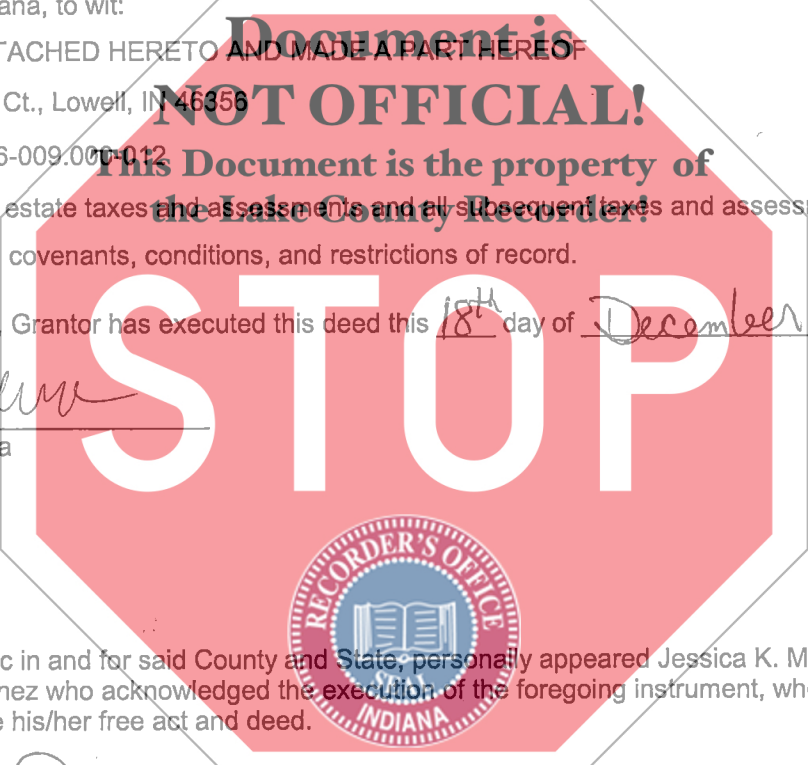 ana, to wit:
TACHED HERETO AND MADE A PART HEREOF
Document is
Ct., Lowell, IN 46356
NOT OFFICIAL!
6-009.000-012
This Document is the property of
estate taxes and assessments and all subsequent taxes and assess
the Lake County Recorder!
covenants, conditions, and restrictions of record.
Grantor has executed this deed this 18th day of December
STOP
a
RECORDER'S OFFICE
SEAL
INDIANA
c in and for said County and State, personally appeared Jessica K. M
nez who acknowledged the execution of the foregoing instrument, who
e his/her free act and deed.